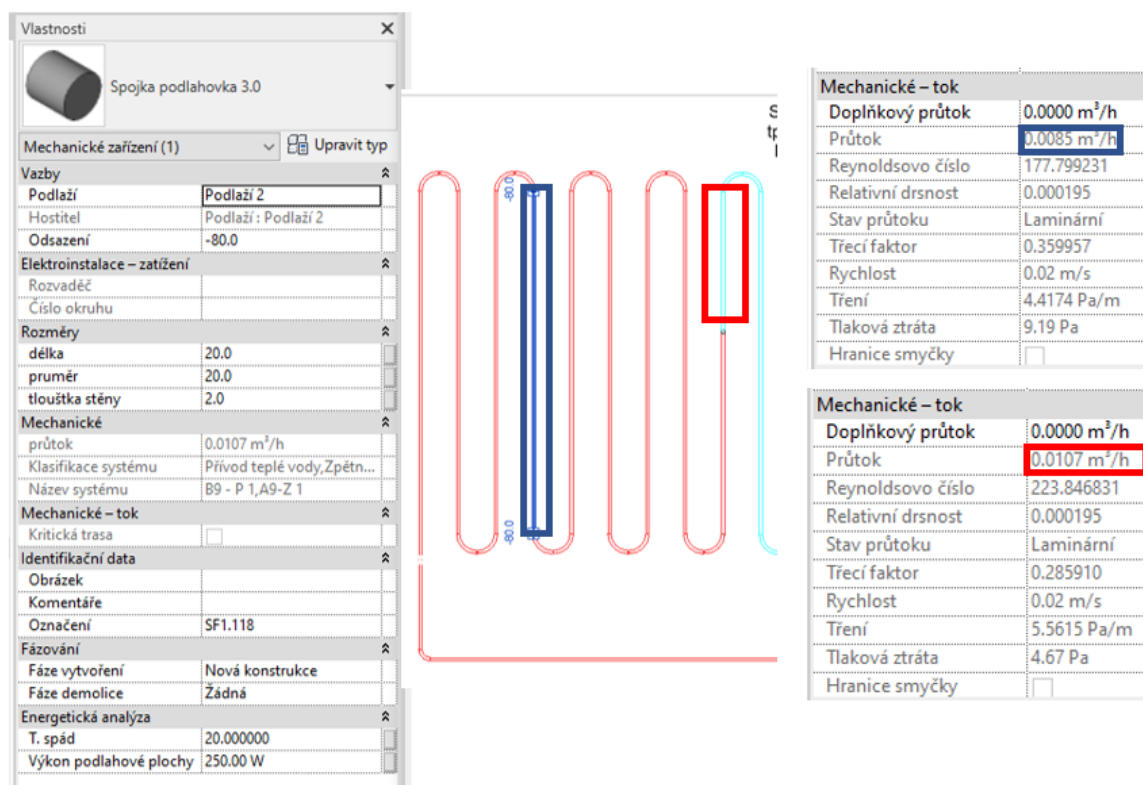 Vlastnosti
Spojka podlahovka 3.0
Mechanické zařízení (1)
Upravit typ
Vazby
Podlaží Podlaží 2
Hostitel Podlaží : Podlaží 2
Odsazení -80.0
Elektroinstalace – zatížení
Rozvaděč
Číslo okruhu
Rozměry
délka 20.0
pruměr 20.0
tlouštka stěny 2.0
Mechanické
průtok 0.0107 m³/h
Klasifikace systému Přívod teplé vody,Zpětn...
Název systému B9 - P 1,A9-Z 1
Mechanické – tok
Kritická trasa
Identifikační data
Obrázek
Komentáře
Označení SF1.118
Fázování
Fáze vytvoření Nová konstrukce
Fáze demolice Žádná
Energetická analýza
T. spád 20.000000
Výkon podlahové plochy 250.00 W
-80.0
-80.0
Mechanické – tok
Doplňkový průtok 0.0000 m³/h
Průtok 0.0085 m³/h
Reynoldsovo číslo 177.799231
Relativní drsnost 0.000195
Stav průtoku Laminární
Třecí faktor 0.359957
Rychlost 0.02 m/s
Tření 4.4174 Pa/m
Tlaková ztráta 9.19 Pa
Hranice smyčky
Mechanické – tok
Doplňkový průtok 0.0000 m³/h
Průtok 0.0107 m³/h
Reynoldsovo číslo 223.846831
Relativní drsnost 0.000195
Stav průtoku Laminární
Třecí faktor 0.285910
Rychlost 0.02 m/s
Tření 5.5615 Pa/m
Tlaková ztráta 4.67 Pa
Hranice smyčky